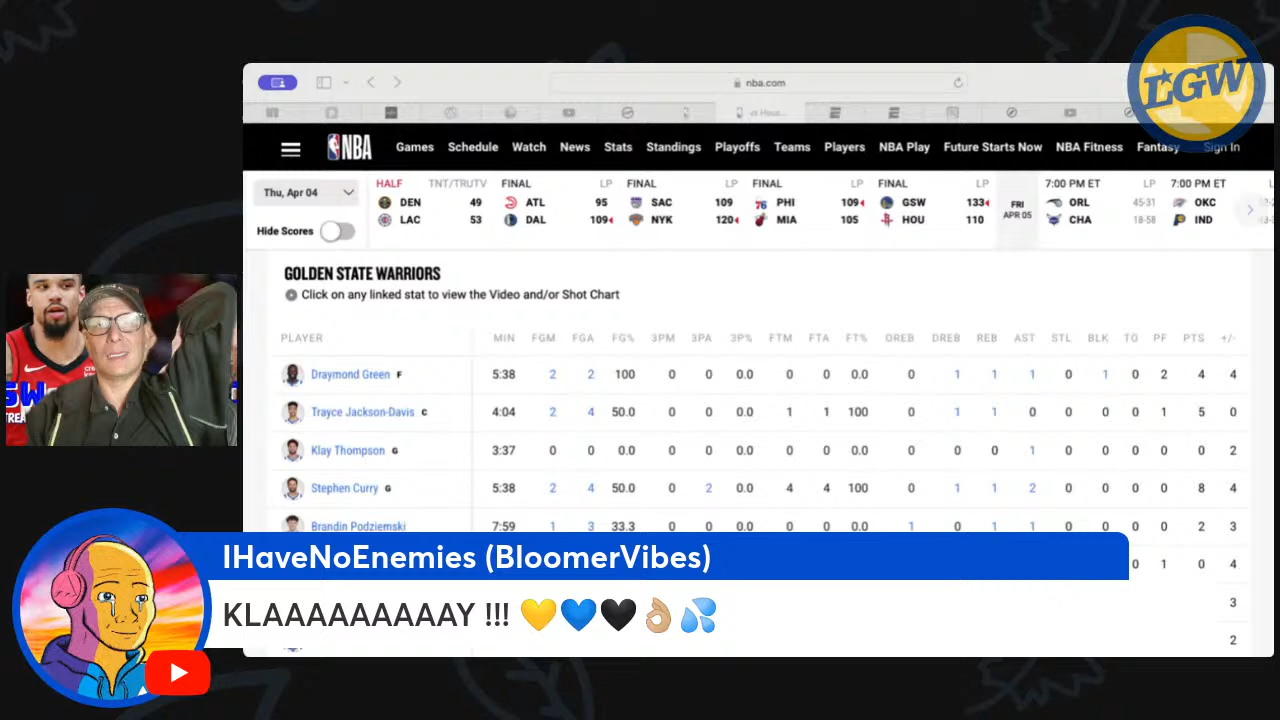 LGW
nba.com
NBA Games Schedule Watch News Stats Standings Playoffs Teams Players NBA Play Future Starts Now NBA Fitness Fantasy Sign In
Thu, Apr 04
Hide Scores
HALF TNT/TRUTV
DEN 49
LAC 53
FINAL LP
ATL 95
DAL 109
FINAL LP
SAC 109
NYK 120
FINAL LP
PHI 109
MIA 105
FINAL LP
GSW 133
HOU 110
FRI
APR 05
7:00 PM ET LP
ORL 45-31
CHA 18-58
7:00 PM ET
OKC
IND
GOLDEN STATE WARRIORS
Click on any linked stat to view the Video and/or Shot Chart
PLAYER MIN FGM FGA FG% 3PM 3PA 3P% FTM FTA FT% OREB DREB REB AST STL BLK TO PF PTS +/-
Draymond Green F 5:38 2 2 100 0 0 0.0 0 0 0.0 0 1 1 1 0 1 0 2 4 4
Trayce Jackson-Davis C 4:04 2 4 50.0 0 0 0.0 1 1 100 0 1 1 0 0 0 0 1 5 0
Klay Thompson G 3:37 0 0 0.0 0 0 0.0 0 0 0.0 0 0 0 1 0 0 0 0 0 2
Stephen Curry G 5:38 2 4 50.0 0 2 0.0 4 4 100 0 1 1 2 0 0 0 0 8 4
Brandin Podziemski 7:59 1 3 33.3 0 0 0.0 0 0 0.0 1 0 1 1 0 0 0 0 2 3
0 1 0 4
3
2
IHaveNoEnemies (BloomerVibes)
KLAAAAAAAAAY !!! 💛💙🖤👌🏼💦